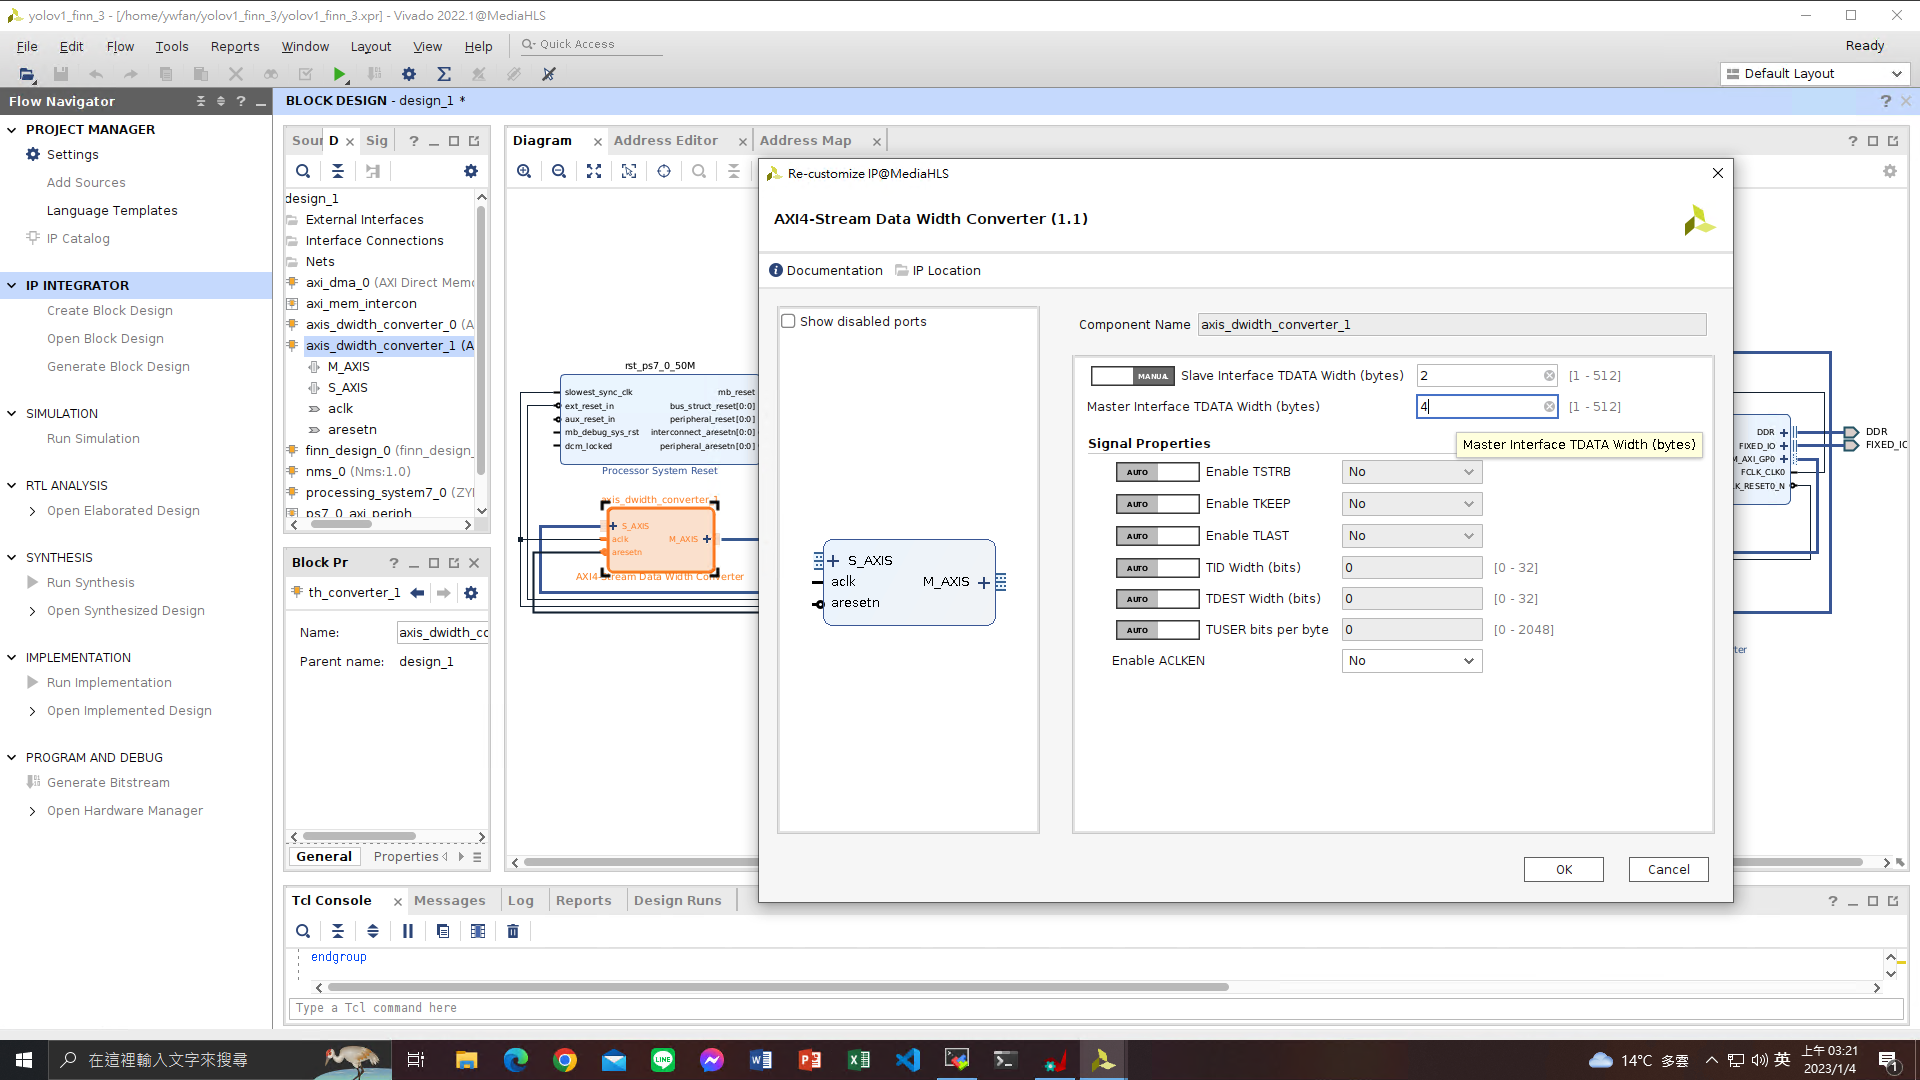 yolov1_finn_3 - [/home/ywfan/yolov1_finn_3/yolov1_finn_3.xpr] - Vivado 2022.1@MediaHLS
File Edit Flow Tools Reports Window Layout View Help Quick Access Ready
Default Layout
Flow Navigator
PROJECT MANAGER
Settings
Add Sources
Language Templates
IP Catalog
IP INTEGRATOR
Create Block Design
Open Block Design
Generate Block Design
SIMULATION
Run Simulation
RTL ANALYSIS
Open Elaborated Design
SYNTHESIS
Run Synthesis
Open Synthesized Design
IMPLEMENTATION
Run Implementation
Open Implemented Design
PROGRAM AND DEBUG
Generate Bitstream
Open Hardware Manager
BLOCK DESIGN - design_1 *
Sour D Sig
design_1
External Interfaces
Interface Connections
Nets
axi_dma_0 (AXI Direct Memo
axi_mem_intercon
axis_dwidth_converter_0 (A
axis_dwidth_converter_1 (A
M_AXIS
S_AXIS
aclk
aresetn
finn_design_0 (finn_design_
nms_0 (Nms:1.0)
processing_system7_0 (ZY
ps7_0_axi_periph
Block Pr
th_converter_1
Name: axis_dwidth_co
Parent name: design_1
General Properties
Diagram Address Editor Address Map
rst_ps7_0_50M
slowest_sync_clk mb_reset
ext_reset_in bus_struct_reset[0:0]
aux_reset_in peripheral_reset[0:0]
mb_debug_sys_rst interconnect_aresetn[0:0]
dcm_locked peripheral_aresetn[0:0]
Processor System Reset
axis_dwidth_converter_1
S_AXIS
aclk M_AXIS
aresetn
AXI4-Stream Data Width Converter
Re-customize IP@MediaHLS
AXI4-Stream Data Width Converter (1.1)
Documentation IP Location
Show disabled ports
S_AXIS
aclk M_AXIS
aresetn
Component Name axis_dwidth_converter_1
MANUAL Slave Interface TDATA Width (bytes) 2 [1 - 512]
Master Interface TDATA Width (bytes) 4 [1 - 512]
Master Interface TDATA Width (bytes)
Signal Properties
AUTO Enable TSTRB No
AUTO Enable TKEEP No
AUTO Enable TLAST No
AUTO TID Width (bits) 0 [0 - 32]
AUTO TDEST Width (bits) 0 [0 - 32]
AUTO TUSER bits per byte 0 [0 - 2048]
Enable ACLKEN No
OK Cancel
DDR DDR
FIXED_IO FIXED_IO
M_AXI_GP0
FCLK_CLK0
K_RESET0_N
ter
Tcl Console Messages Log Reports Design Runs
endgroup
Type a Tcl command here
在這裡輸入文字來搜尋
14°C 多雲 英
上午 03:21
2023/1/4
1